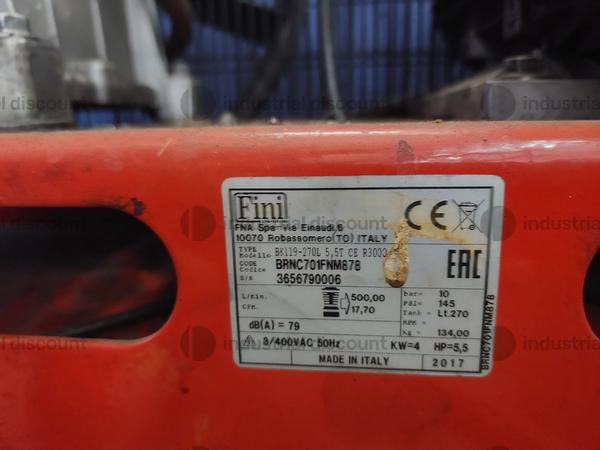 Fini
FNA Spa-Via Einaudi,6
10070 Robassomero(TO) ITALY
TYPE
Modello BK119-270L 5,5T CE R3000
CODE
Codice BRNC701FNM878
S/N 3656790006
L/Min. 500,00
CFM. 17,70
dB(A) = 79
3/400VAC 50Hz KW=4 HP=5,5
MADE IN ITALY 2017
CE
EAC
bar= 10
PSI= 145
Tank = Lt.270
RPM =
Kg = 134,00
BRNC701FNM878
industrial discount
industrial discount
industrial discount
industrial discount
industrial discount
industrial discount